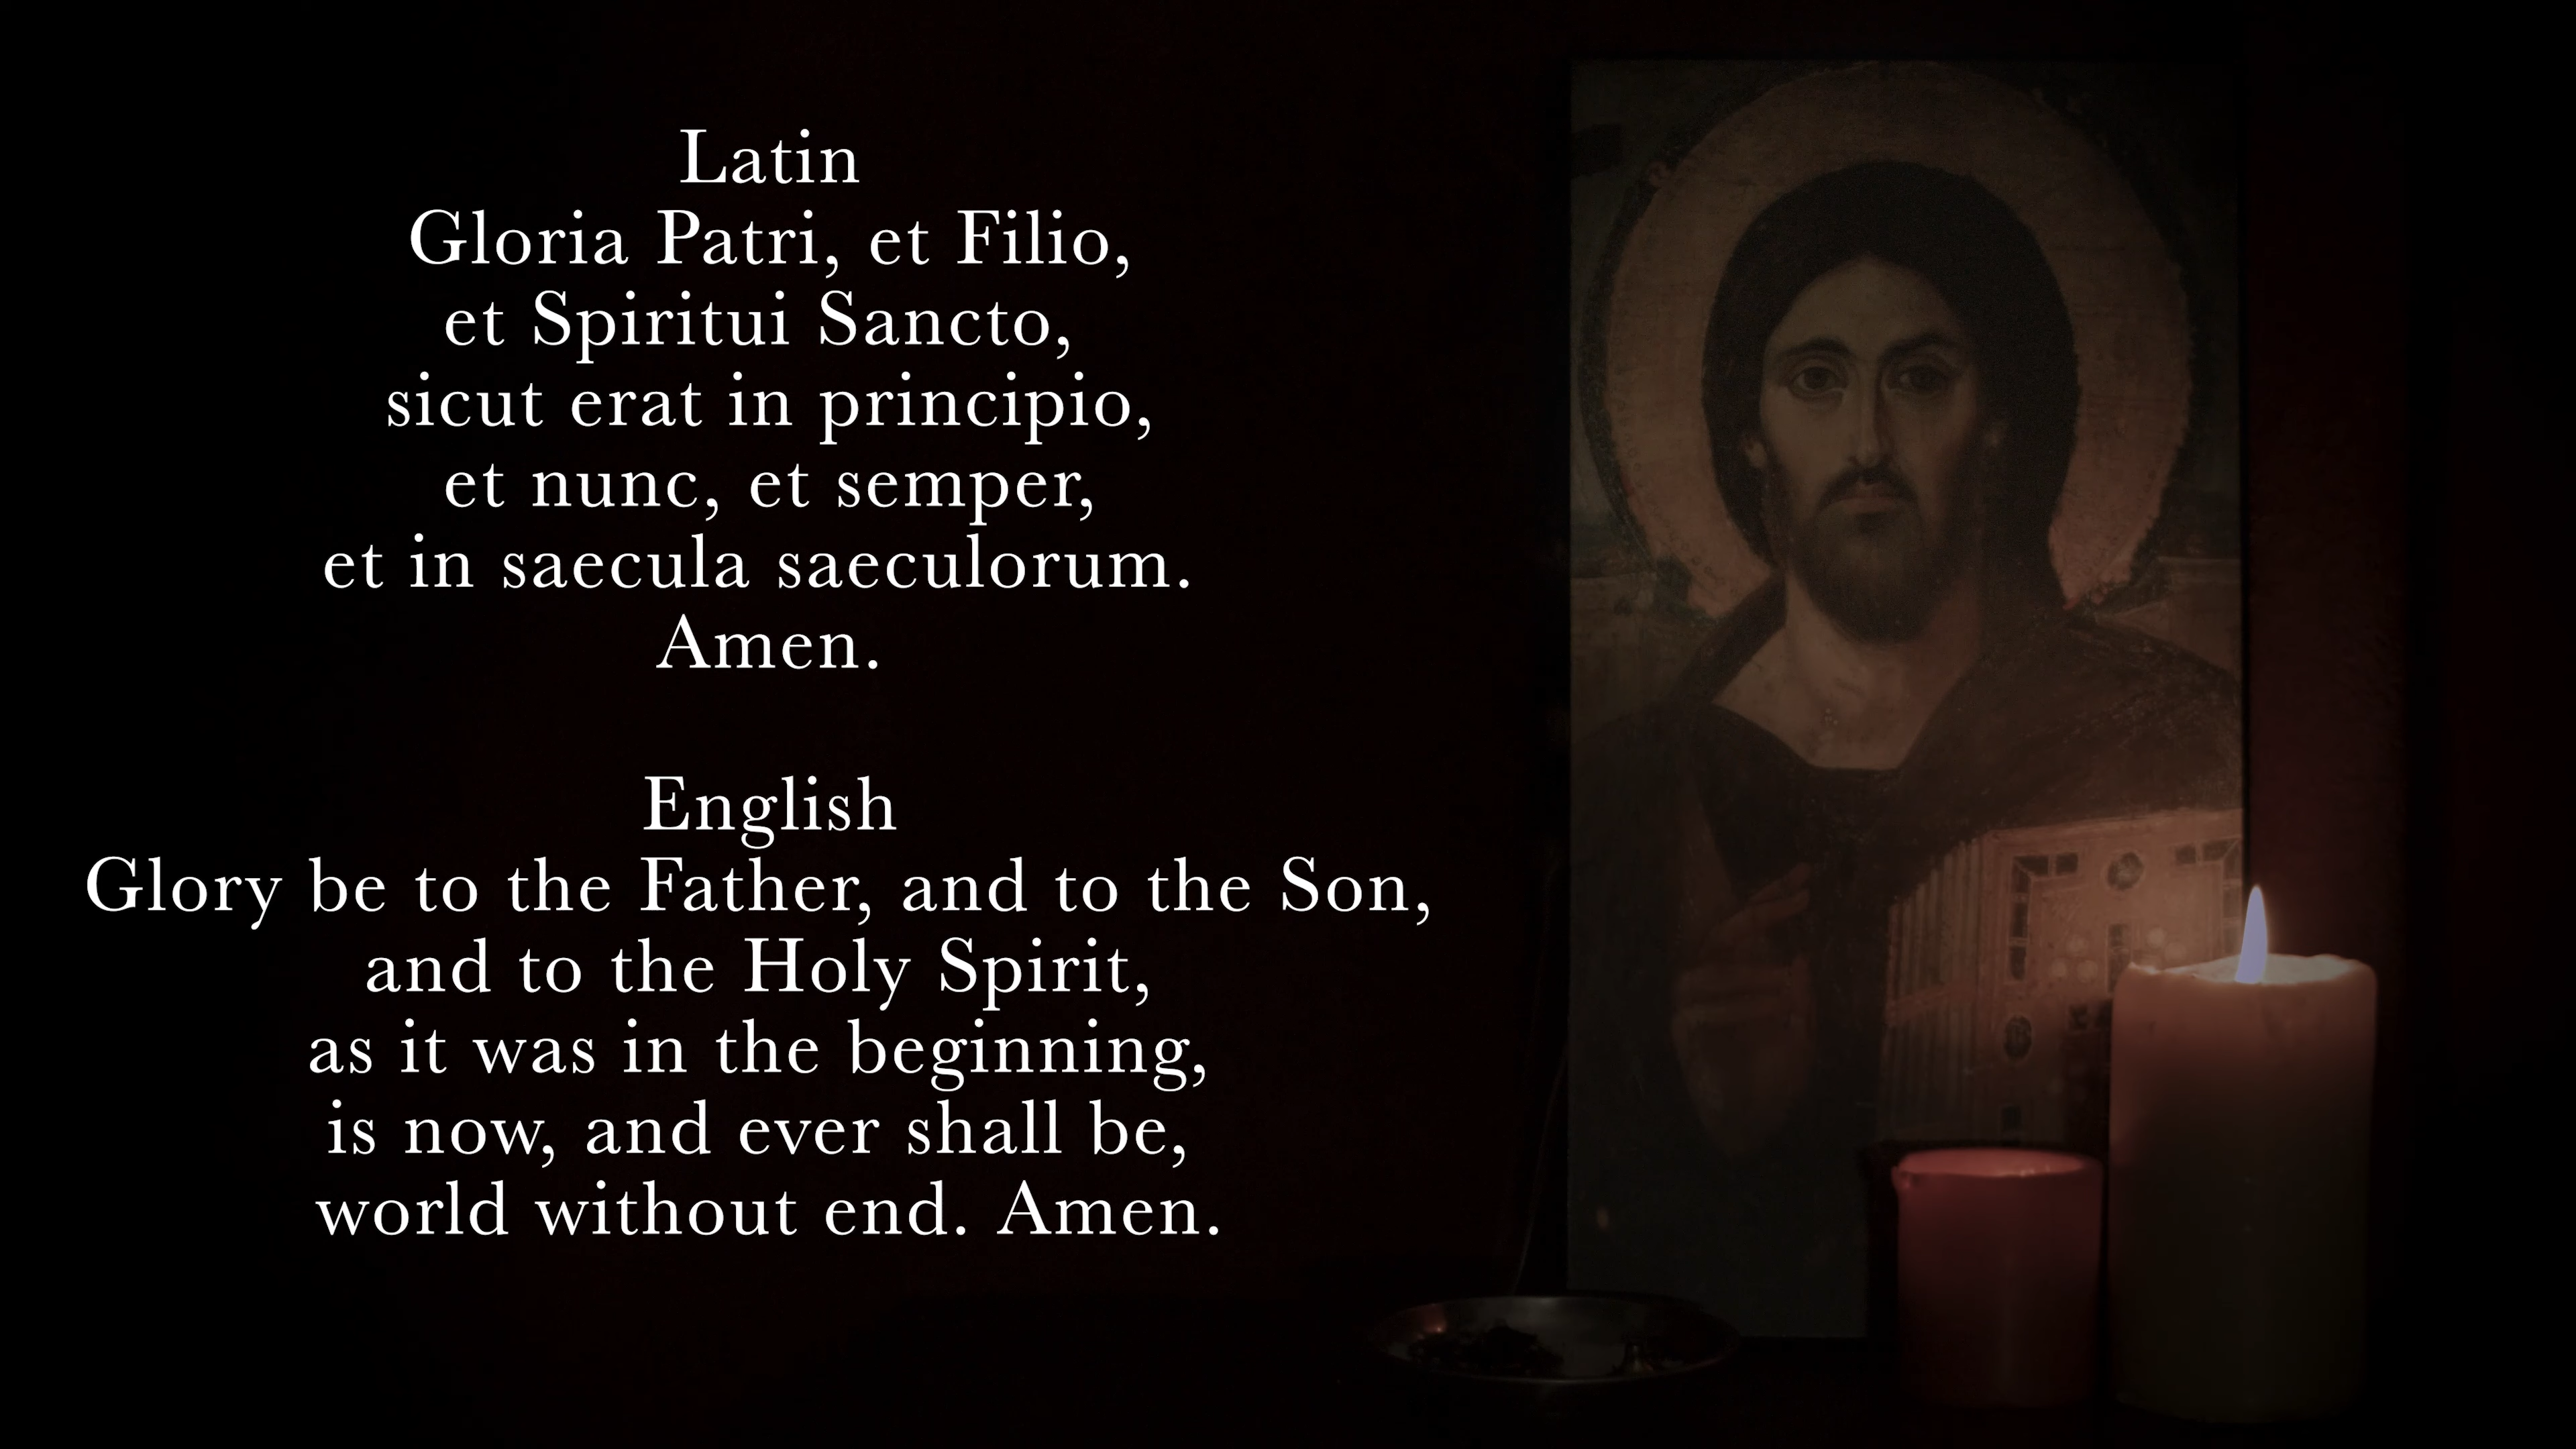 Latin
Gloria Patri, et Filio,
et Spiritui Sancto,
sicut erat in principio,
et nunc, et semper,
et in saecula saeculorum.
Amen.
English
Glory be to the Father, and to the Son,
and to the Holy Spirit,
as it was in the beginning,
is now, and ever shall be,
world without end. Amen.